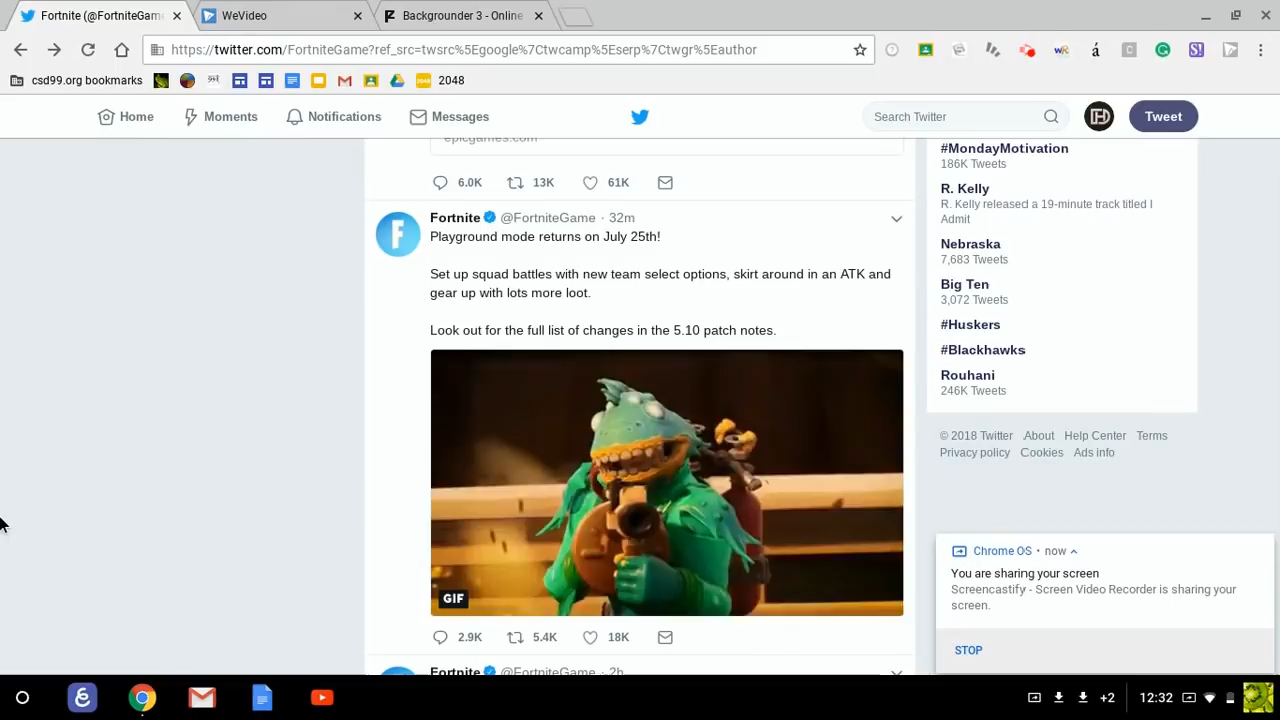 Fortnite (@FortniteGam
WeVideo
Backgrounder 3 - Online
https://twitter.com/FortniteGame?ref_src=twsrc%5Egoogle%7Ctwcamp%5Eserp%7Ctwgr%5Eauthor
csd99.org bookmarks
2048
Home
Moments
Notifications
Messages
Search Twitter
Tweet
epicgames.com
6.0K 13K 61K
Fortnite @FortniteGame · 32m
Playground mode returns on July 25th!
Set up squad battles with new team select options, skirt around in an ATK and
gear up with lots more loot.
Look out for the full list of changes in the 5.10 patch notes.
GIF
2.9K 5.4K 18K
Fortnite @FortniteGame · 2h
#MondayMotivation
186K Tweets
R. Kelly
R. Kelly released a 19-minute track titled I
Admit
Nebraska
7,683 Tweets
Big Ten
3,072 Tweets
#Huskers
#Blackhawks
Rouhani
246K Tweets
© 2018 Twitter About Help Center Terms
Privacy policy Cookies Ads info
Chrome OS · now
You are sharing your screen
Screencastify - Screen Video Recorder is sharing your
screen.
STOP
+2
12:32